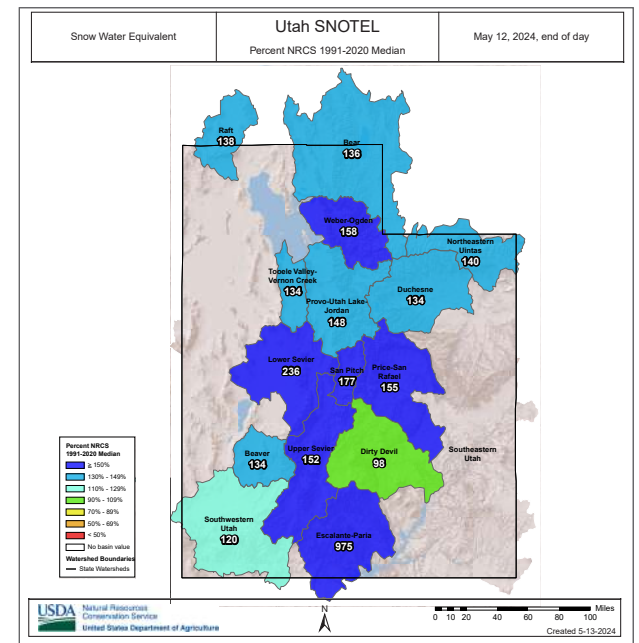 Snow Water Equivalent
Utah SNOTEL
Percent NRCS 1991-2020 Median
May 12, 2024, end of day
Raft
138
Bear
136
Weber-Ogden
158
Northeastern
Uintas
140
Tooele Valley-
Vernon Creek
134
Duchesne
134
Provo-Utah Lake-
Jordan
148
Lower Sevier
236
San Pitch
177
Price-San
Rafael
155
Beaver
134
Upper Sevier
152
Dirty Devil
98
Southeastern
Utah
Southwestern
Utah
120
Escalante-Paria
975
Percent NRCS
1991-2020 Median
≥ 150%
130% - 149%
110% - 129%
90% - 109%
70% - 89%
50% - 69%
< 50%
No basin value
Watershed Boundaries
State Watersheds
USDA
Natural Resources
Conservation Service
United States Department of Agriculture
N
0 10 20 40 60 80 100 Miles
Created 5-13-2024